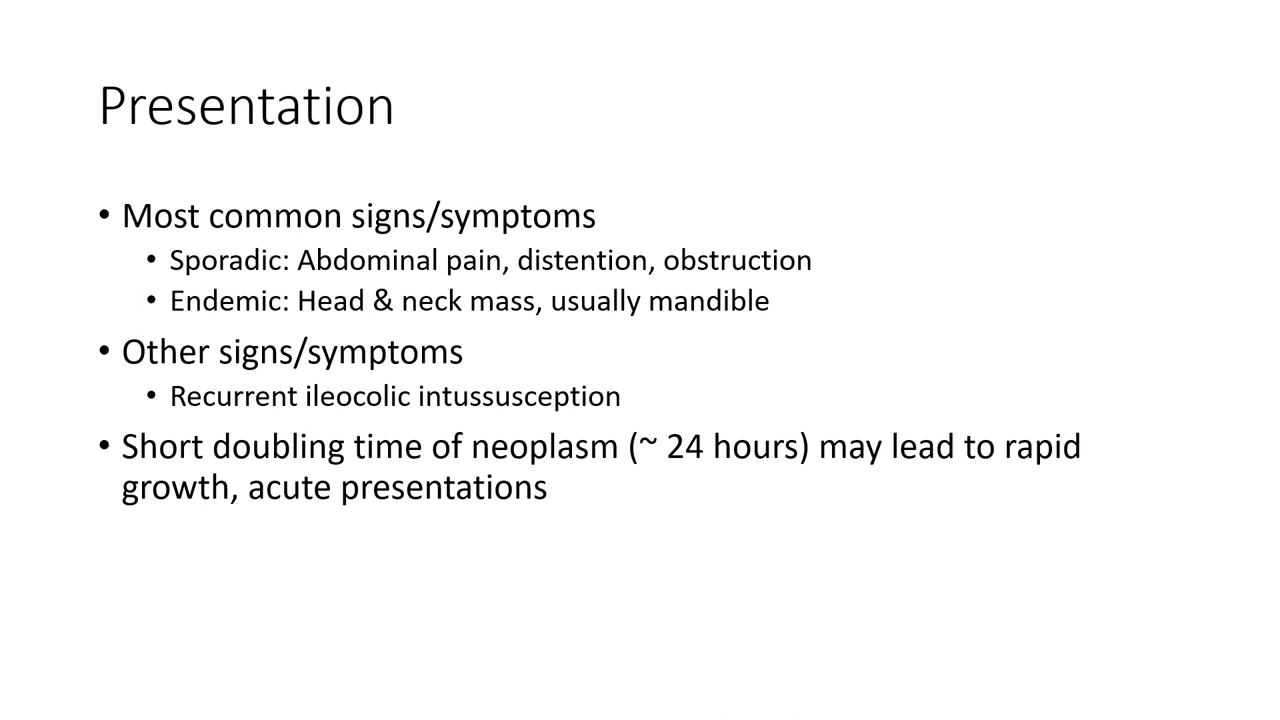 Presentation
• Most common signs/symptoms
• Sporadic: Abdominal pain, distention, obstruction
• Endemic: Head & neck mass, usually mandible
• Other signs/symptoms
• Recurrent ileocolic intussusception
• Short doubling time of neoplasm (~ 24 hours) may lead to rapid
growth, acute presentations